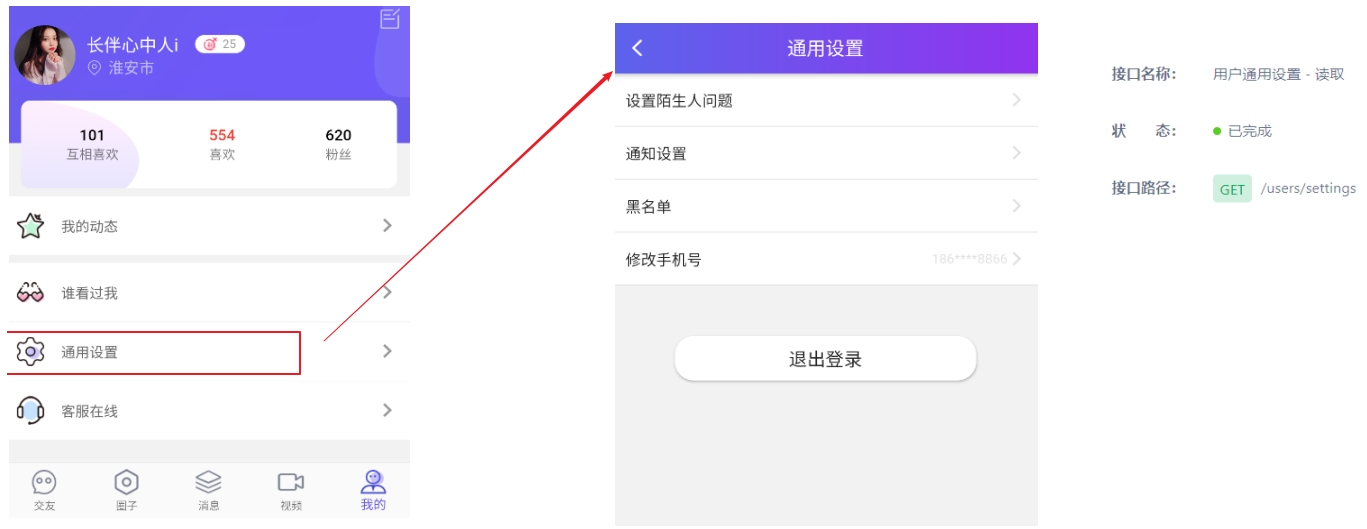 长伴心中人i
25
淮安市
101
554
620
互相喜欢
喜欢
粉丝
我的动态
谁看过我
通用设置
客服在线
交友
圈子
消息
视频
我的
通用设置
设置陌生人问题
通知设置
黑名单
修改手机号
186****8866
退出登录
接口名称: 用户通用设置 - 读取
状 态: 已完成
接口路径: GET /users/settings